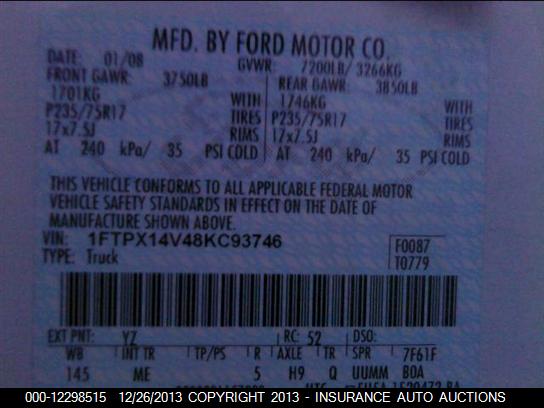 MFD. BY FORD MOTOR CO.
DATE: 01/08 GVWR: 7200LB/ 3266KG
FRONT GAWR: 3750LB REAR GAWR: 3850LB
1701KG WITH 1746KG WITH
P235/75R17 TIRES P235/75R17 TIRES
17x7.5J RIMS 17x7.5J RIMS
AT 240 kPa/ 35 PSI COLD AT 240 kPa/ 35 PSI COLD
THIS VEHICLE CONFORMS TO ALL APPLICABLE FEDERAL MOTOR
VEHICLE SAFETY STANDARDS IN EFFECT ON THE DATE OF
MANUFACTURE SHOWN ABOVE.
VIN: 1FTPX14V48KC93746 F0087
TYPE: Truck T0779
EXT PNT: YZ RC: 52 DSO:
WB INT TR TP/PS R AXLE TR SPR 7F61F
145 ME 5 H9 Q UUMM BOA
UTC
000-12298515 12/26/2013 COPYRIGHT 2013 - INSURANCE AUTO AUCTIONS